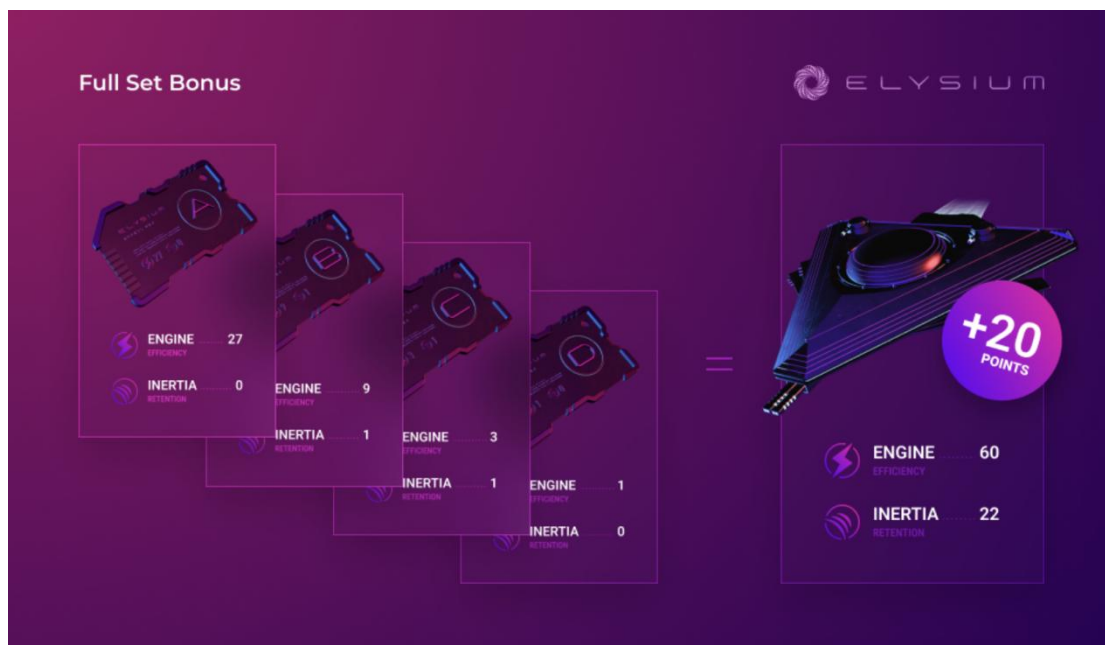 Full Set Bonus
ELYSIUM
A
ELYSIUM
ENGINE 27
EFFICIENCY
INERTIA 0
RETENTION
B
ENGINE 9
EFFICIENCY
INERTIA 1
RETENTION
C
ENGINE 3
EFFICIENCY
INERTIA 1
RETENTION
D
ENGINE 1
EFFICIENCY
INERTIA 0
RETENTION
=
+20
POINTS
ENGINE 60
EFFICIENCY
INERTIA 22
RETENTION